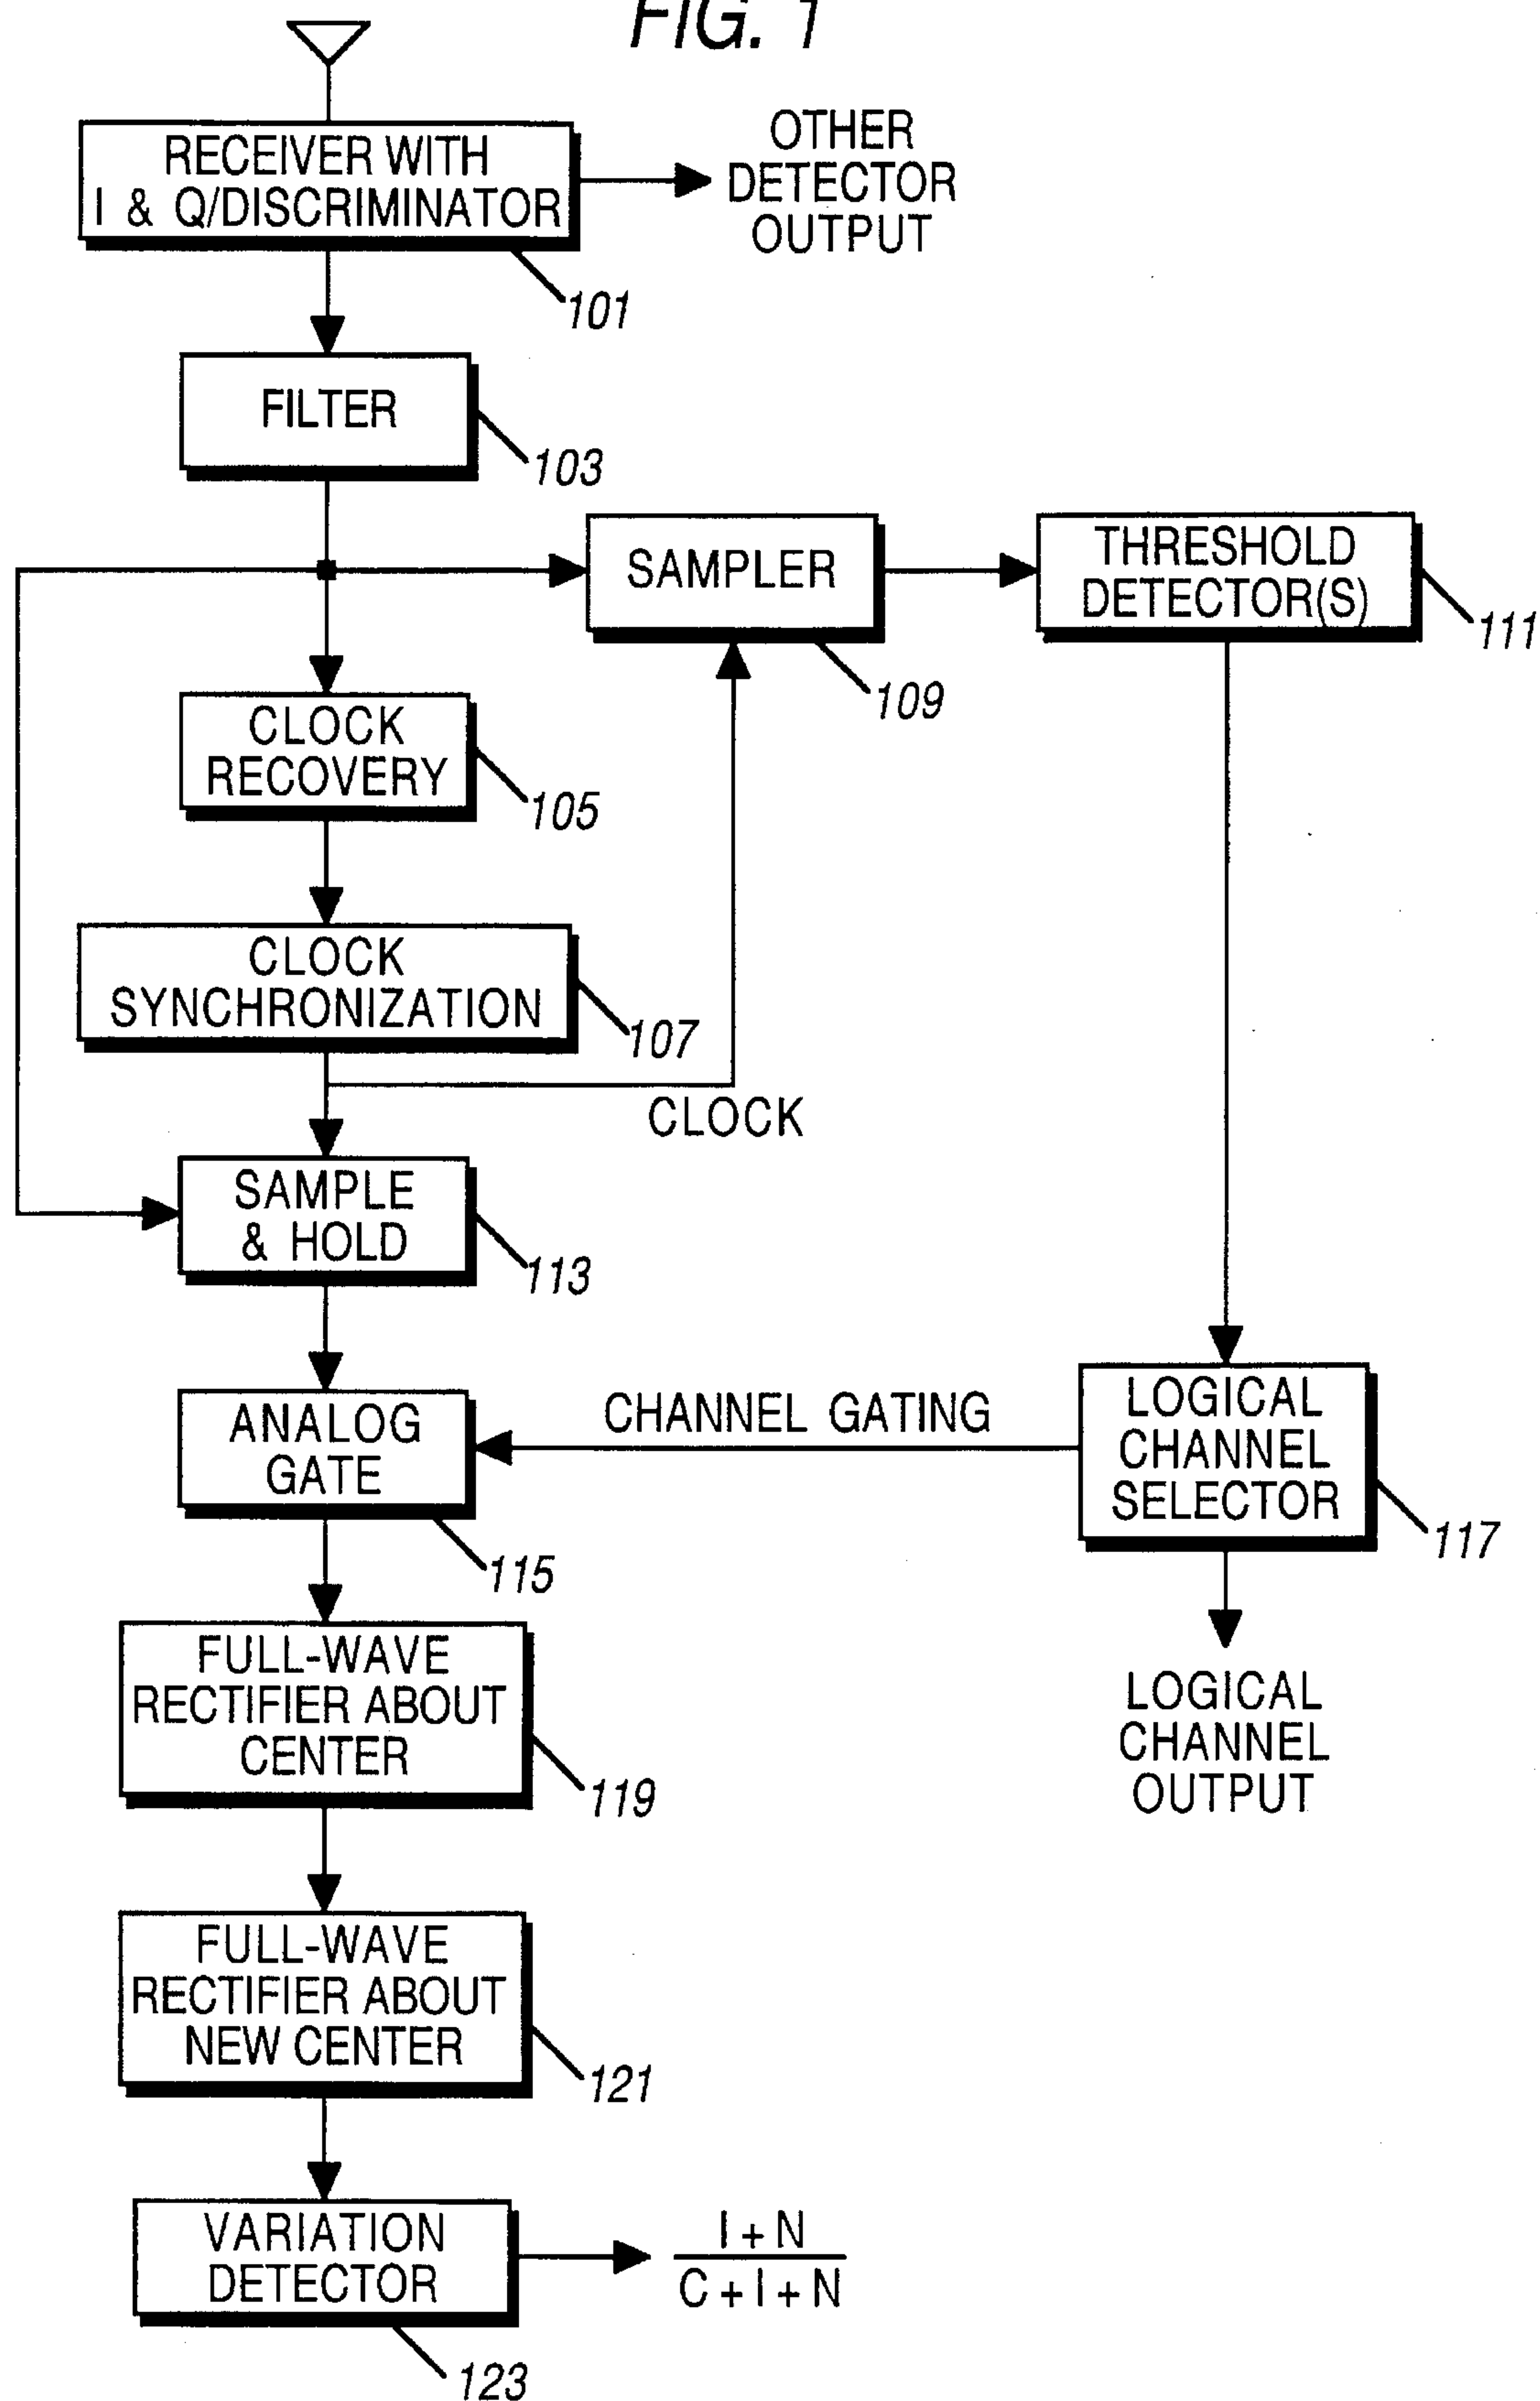 FIG. 1
RECEIVER WITH
I & Q/DISCRIMINATOR
OTHER
DETECTOR
OUTPUT
101
FILTER
103
SAMPLER
109
THRESHOLD
DETECTOR(S)
111
CLOCK
RECOVERY
105
CLOCK
SYNCHRONIZATION
107
CLOCK
SAMPLE
& HOLD
113
ANALOG
GATE
115
CHANNEL GATING
LOGICAL
CHANNEL
SELECTOR
117
FULL-WAVE
RECTIFIER ABOUT
CENTER
119
LOGICAL
CHANNEL
OUTPUT
FULL-WAVE
RECTIFIER ABOUT
NEW CENTER
121
VARIATION
DETECTOR
123
I + N
C + I + N